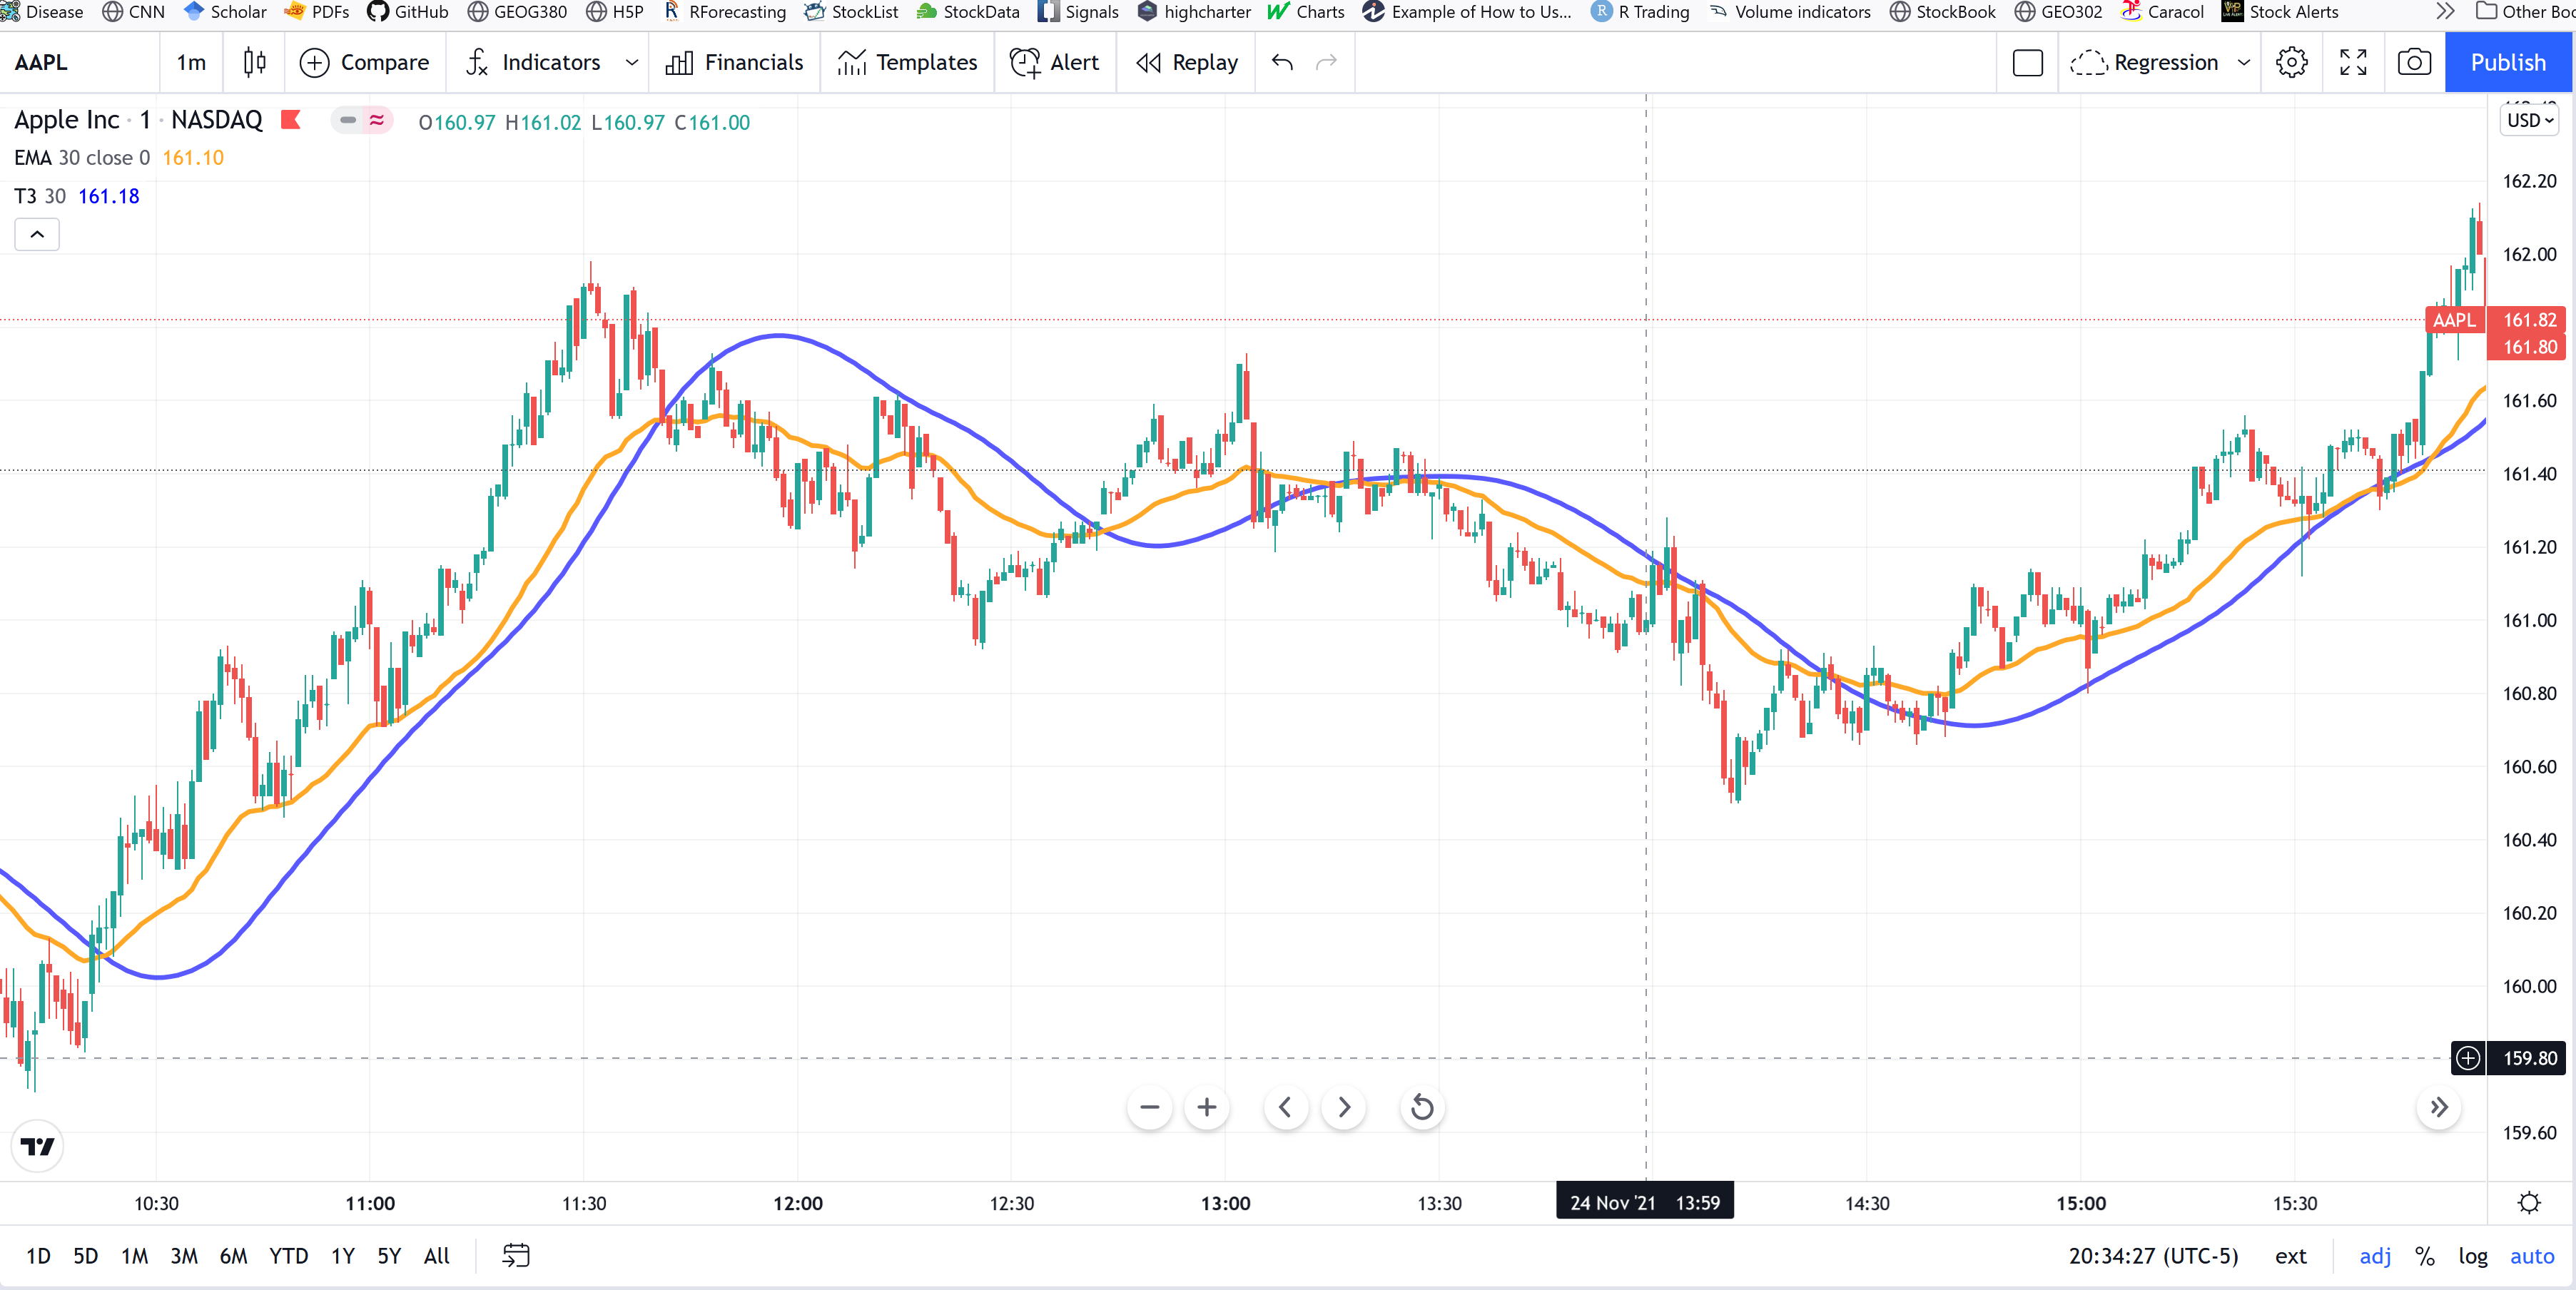 Disease CNN Scholar PDFs GitHub GEOG380 H5P RForecasting StockList StockData Signals highcharter Charts Example of How to Us... R Trading Volume indicators StockBook GEO302 Caracol Stock Alerts Other Boo
AAPL 1m Compare Indicators Financials Templates Alert Replay Regression Publish
Apple Inc · 1 · NASDAQ O160.97 H161.02 L160.97 C161.00
USD
EMA 30 close 0 161.10
T3 30 161.18
162.20
162.00
AAPL 161.82
161.80
161.60
161.40
161.20
161.00
160.80
160.60
160.40
160.20
160.00
159.80
159.60
10:30 11:00 11:30 12:00 12:30 13:00 13:30 24 Nov '21 13:59 14:30 15:00 15:30
1D 5D 1M 3M 6M YTD 1Y 5Y All 20:34:27 (UTC-5) ext adj % log auto